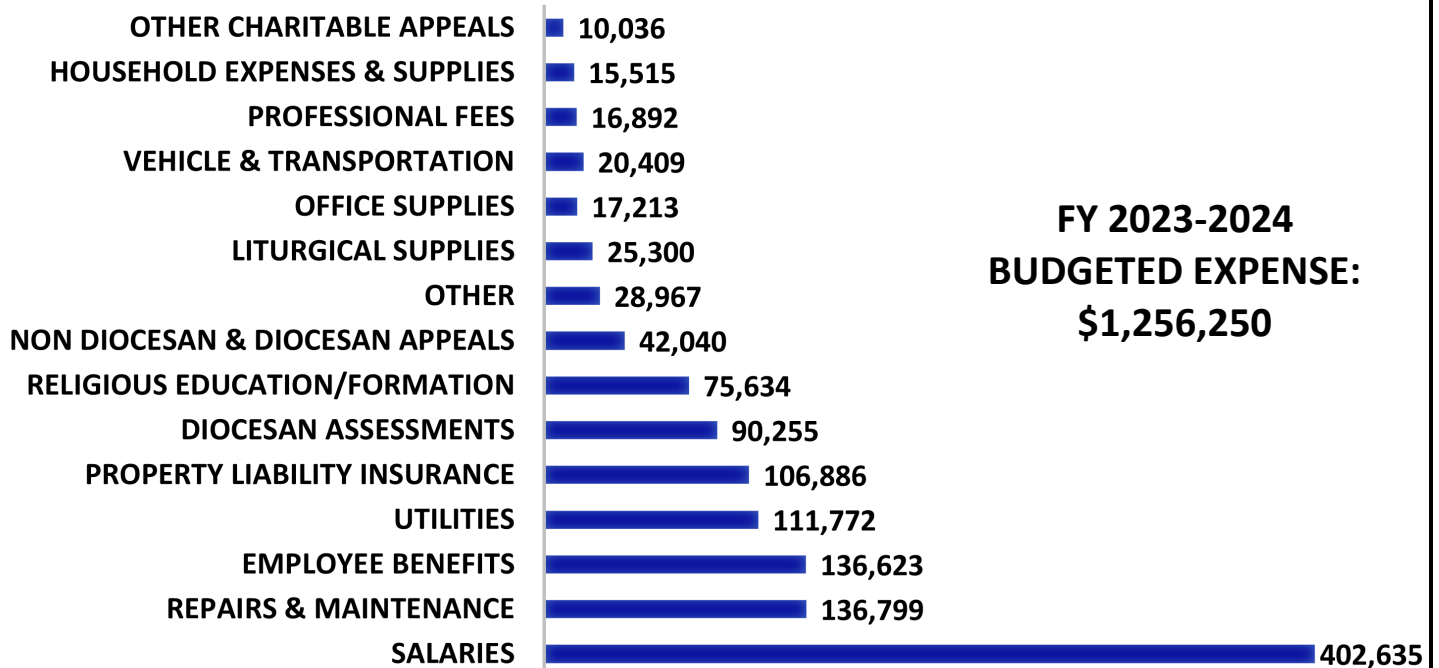 OTHER CHARITABLE APPEALS 10,036
HOUSEHOLD EXPENSES & SUPPLIES 15,515
PROFESSIONAL FEES 16,892
VEHICLE & TRANSPORTATION 20,409
OFFICE SUPPLIES 17,213
LITURGICAL SUPPLIES 25,300
OTHER 28,967
NON DIOCESAN & DIOCESAN APPEALS 42,040
RELIGIOUS EDUCATION/FORMATION 75,634
DIOCESAN ASSESSMENTS 90,255
PROPERTY LIABILITY INSURANCE 106,886
UTILITIES 111,772
EMPLOYEE BENEFITS 136,623
REPAIRS & MAINTENANCE 136,799
SALARIES 402,635
FY 2023-2024
BUDGETED EXPENSE:
$1,256,250